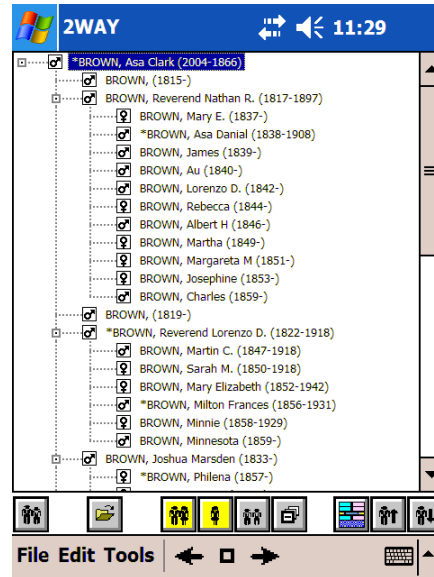 2WAY 11:29
*BROWN, Asa Clark (2004-1866)
BROWN, (1815-)
BROWN, Reverend Nathan R. (1817-1897)
BROWN, Mary E. (1837-)
*BROWN, Asa Danial (1838-1908)
BROWN, James (1839-)
BROWN, Au (1840-)
BROWN, Lorenzo D. (1842-)
BROWN, Rebecca (1844-)
BROWN, Albert H (1846-)
BROWN, Martha (1849-)
BROWN, Margareta M (1851-)
BROWN, Josephine (1853-)
BROWN, Charles (1859-)
BROWN, (1819-)
*BROWN, Reverend Lorenzo D. (1822-1918)
BROWN, Martin C. (1847-1918)
BROWN, Sarah M. (1850-1918)
BROWN, Mary Elizabeth (1852-1942)
*BROWN, Milton Frances (1856-1931)
BROWN, Minnie (1858-1929)
BROWN, Minnesota (1859-)
BROWN, Joshua Marsden (1833-)
*BROWN, Philena (1857-)
File Edit Tools